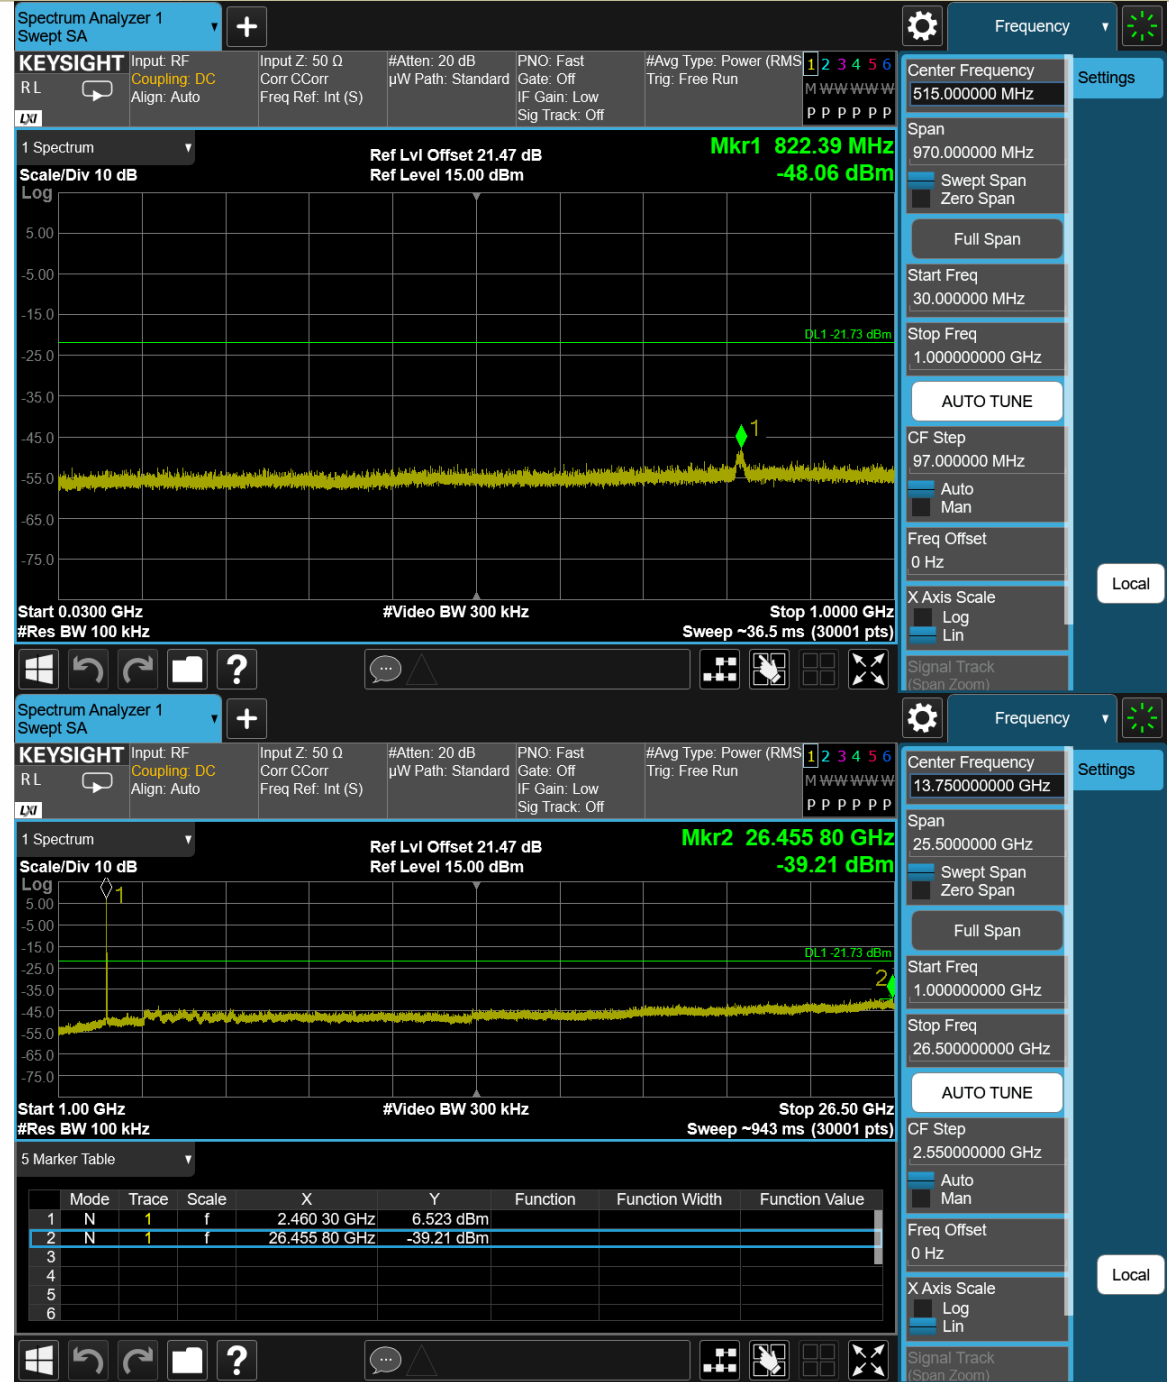 Spectrum Analyzer 1
Swept SA
Frequency
KEYSIGHT
RL
LXI
Input: RF
Coupling: DC
Align: Auto
Input Z: 50 Ω
Corr CCorr
Freq Ref: Int (S)
#Atten: 20 dB
µW Path: Standard
PNO: Fast
Gate: Off
IF Gain: Low
Sig Track: Off
#Avg Type: Power (RMS
Trig: Free Run
1 2 3 4 5 6
M W W W W W
P P P P P P
Center Frequency
515.000000 MHz
Settings
Span
970.000000 MHz
Swept Span
Zero Span
Full Span
Start Freq
30.000000 MHz
Stop Freq
1.000000000 GHz
AUTO TUNE
CF Step
97.000000 MHz
Auto
Man
Freq Offset
0 Hz
X Axis Scale
Log
Lin
Signal Track
(Span Zoom)
Local
1 Spectrum
Scale/Div 10 dB
Log
Ref Lvl Offset 21.47 dB
Ref Level 15.00 dBm
Mkr1 822.39 MHz
-48.06 dBm
5.00
-5.00
-15.0
DL1 -21.73 dBm
-25.0
-35.0
1
-45.0
-55.0
-65.0
-75.0
Start 0.0300 GHz
#Res BW 100 kHz
#Video BW 300 kHz
Stop 1.0000 GHz
Sweep ~36.5 ms (30001 pts)
?
Spectrum Analyzer 1
Swept SA
Frequency
KEYSIGHT
RL
LXI
Input: RF
Coupling: DC
Align: Auto
Input Z: 50 Ω
Corr CCorr
Freq Ref: Int (S)
#Atten: 20 dB
µW Path: Standard
PNO: Fast
Gate: Off
IF Gain: Low
Sig Track: Off
#Avg Type: Power (RMS
Trig: Free Run
1 2 3 4 5 6
M W W W W W
P P P P P P
Center Frequency
13.750000000 GHz
Settings
Span
25.5000000 GHz
Swept Span
Zero Span
Full Span
Start Freq
1.000000000 GHz
Stop Freq
26.500000000 GHz
AUTO TUNE
CF Step
2.550000000 GHz
Auto
Man
Freq Offset
0 Hz
X Axis Scale
Log
Lin
Signal Track
(Span Zoom)
Local
1 Spectrum
Scale/Div 10 dB
Log
Ref Lvl Offset 21.47 dB
Ref Level 15.00 dBm
Mkr2 26.455 80 GHz
-39.21 dBm
1
5.00
-5.00
-15.0
DL1 -21.73 dBm
-25.0
2
-35.0
-45.0
-55.0
-65.0
-75.0
Start 1.00 GHz
#Res BW 100 kHz
#Video BW 300 kHz
Stop 26.50 GHz
Sweep ~943 ms (30001 pts)
5 Marker Table
Mode Trace Scale X Y Function Function Width Function Value
1 N 1 f 2.460 30 GHz 6.523 dBm
2 N 1 f 26.455 80 GHz -39.21 dBm
3
4
5
6
?